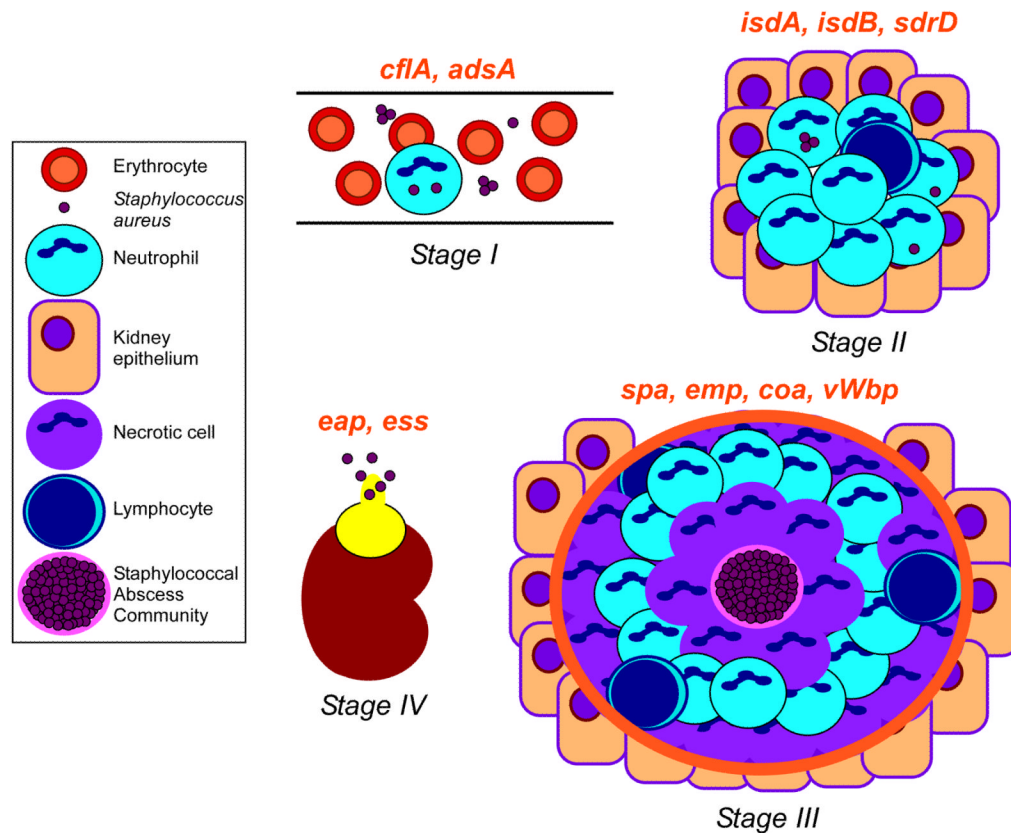 isdA, isdB, sdrD
cflA, adsA
Stage I
Stage II
Erythrocyte
Staphylococcus
aureus
Neutrophil
Kidney
epithelium
Necrotic cell
Lymphocyte
Staphylococcal
Abscess
Community
spa, emp, coa, vWbp
eap, ess
Stage IV
Stage III